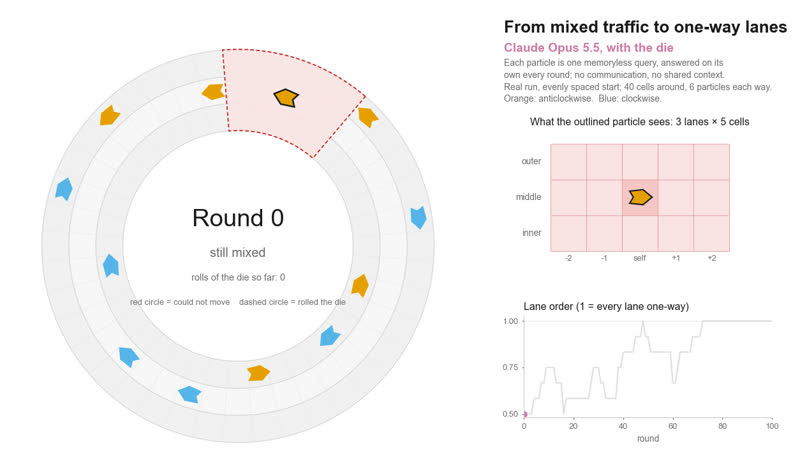 From mixed traffic to one-way lanes
Claude Opus 5.5, with the die
Each particle is one memoryless query, answered on its
own every round; no communication, no shared context.
Real run, evenly spaced start; 40 cells around, 6 particles each way.
Orange: anticlockwise.  Blue: clockwise.
What the outlined particle sees: 3 lanes × 5 cells
outer
middle
inner
-2
-1
self
+1
+2
Round 0
still mixed
rolls of the die so far: 0
red circle = could not move    dashed circle = rolled the die
Lane order (1 = every lane one-way)
1.00
0.75
0.50
0
20
40
60
80
100
round